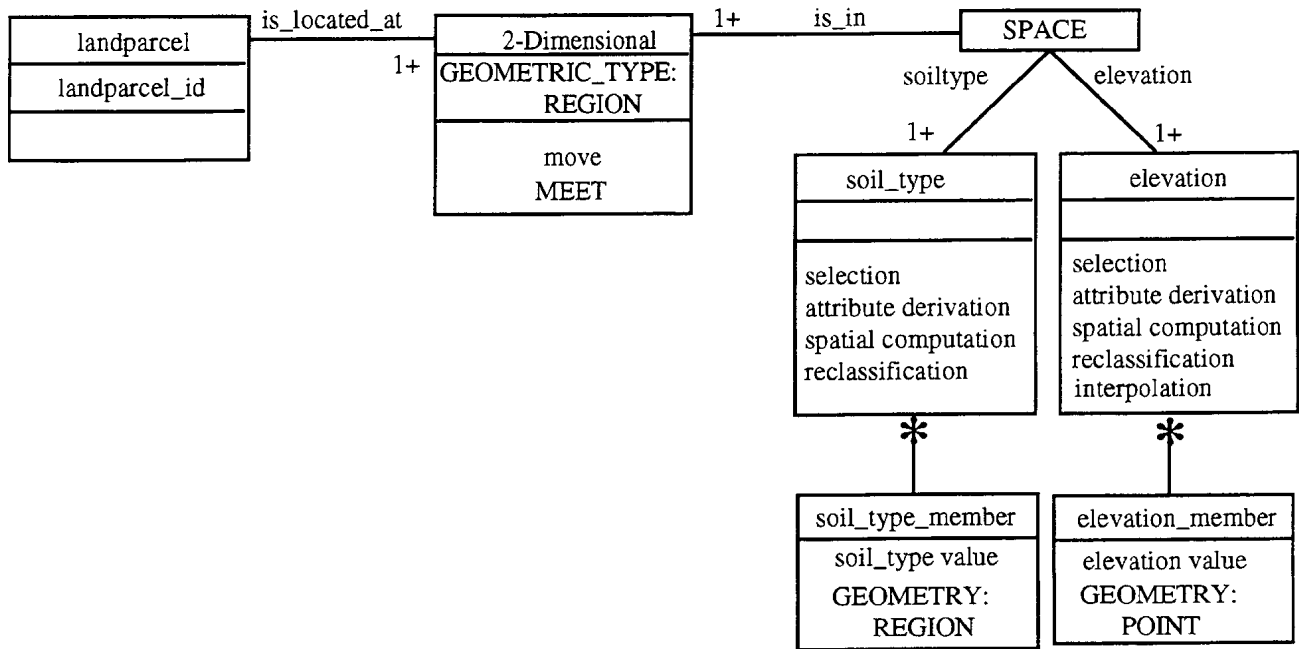 landparcel
landparcel_id
is_located_at
1+
2-Dimensional
GEOMETRIC_TYPE:
REGION
move
MEET
1+
is_in
SPACE
soiltype
elevation
1+
1+
soil_type
selection
attribute derivation
spatial computation
reclassification
elevation
selection
attribute derivation
spatial computation
reclassification
interpolation
*
*
soil_type_member
soil_type value
GEOMETRY:
REGION
elevation_member
elevation value
GEOMETRY:
POINT